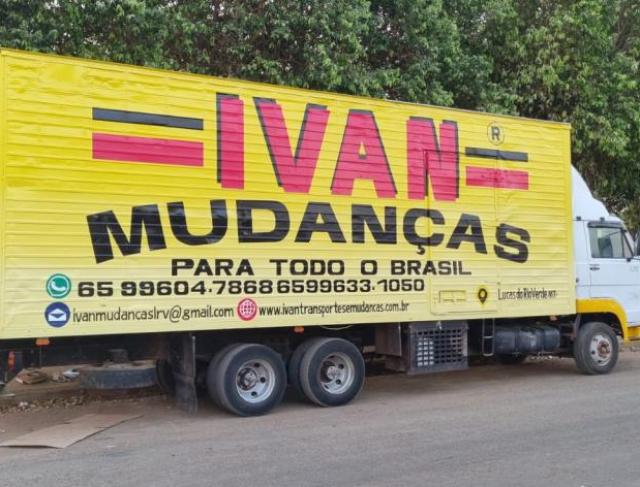 IVAN ®
MUDANÇAS
PARA TODO O BRASIL
65 99604.7868 6599633.1050
ivanmudancaslrv@gmail.com www.ivantransportesemudancas.com.br
Lucas do Rio Verde MT